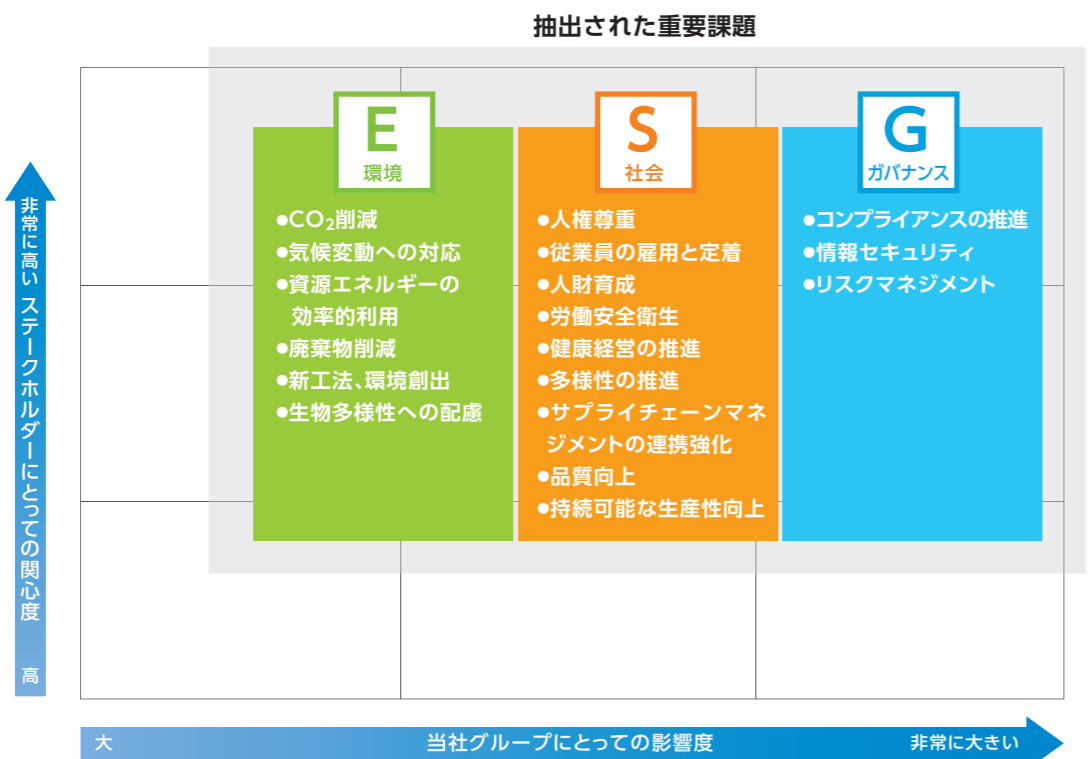 抽出された重要課題
非常に高い ステークホルダーにとっての関心度 高
E
環境
●CO₂削減
●気候変動への対応
●資源エネルギーの
効率的利用
●廃棄物削減
●新工法、環境創出
●生物多様性への配慮
S
社会
●人権尊重
●従業員の雇用と定着
●人財育成
●労働安全衛生
●健康経営の推進
●多様性の推進
●サプライチェーンマネ
ジメントの連携強化
●品質向上
●持続可能な生産性向上
G
ガバナンス
●コンプライアンスの推進
●情報セキュリティ
●リスクマネジメント
大 当社グループにとっての影響度 非常に大きい